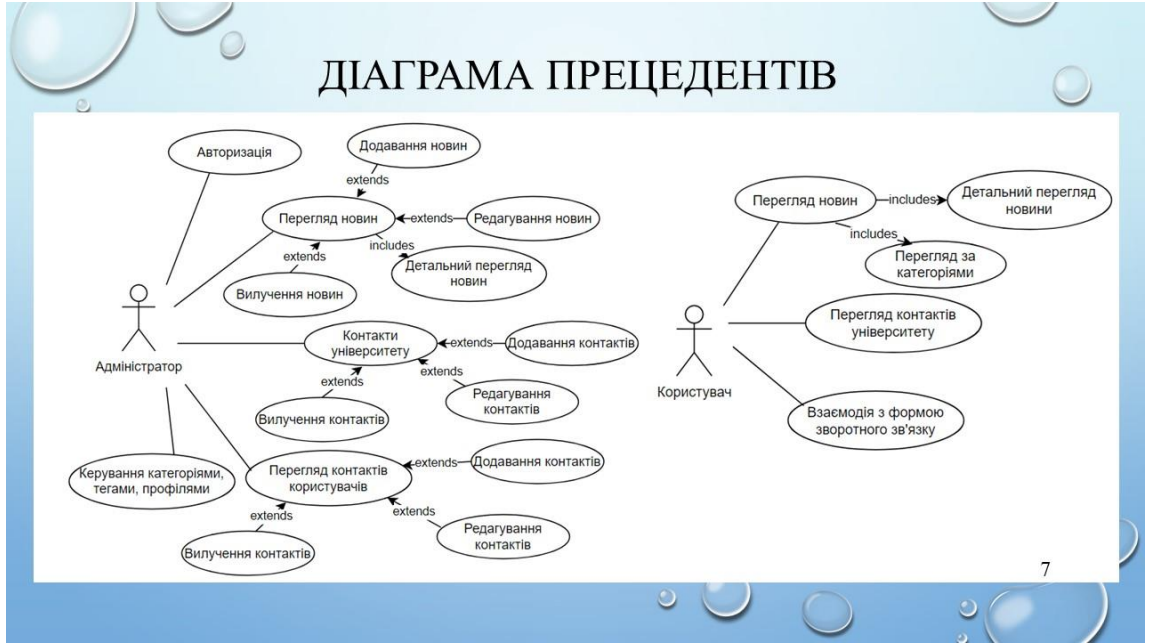 ДІАГРАМА ПРЕЦЕДЕНТІВ
Авторизація
Додавання новин
extends
Перегляд новин
extends
Редагування новин
includes
extends
Детальний перегляд
новин
Вилучення новин
Адміністратор
Контакти
університету
extends
Додавання контактів
extends
extends
Редагування
контактів
Вилучення контактів
Керування категоріями,
тегами, профілями
Перегляд контактів
користувачів
extends
Додавання контактів
extends
extends
Редагування
контактів
Вилучення контактів
Перегляд новин
includes
Детальний перегляд
новини
includes
Перегляд за
категоріями
Перегляд контактів
університету
Користувач
Взаємодія з формою
зворотного зв'язку
7